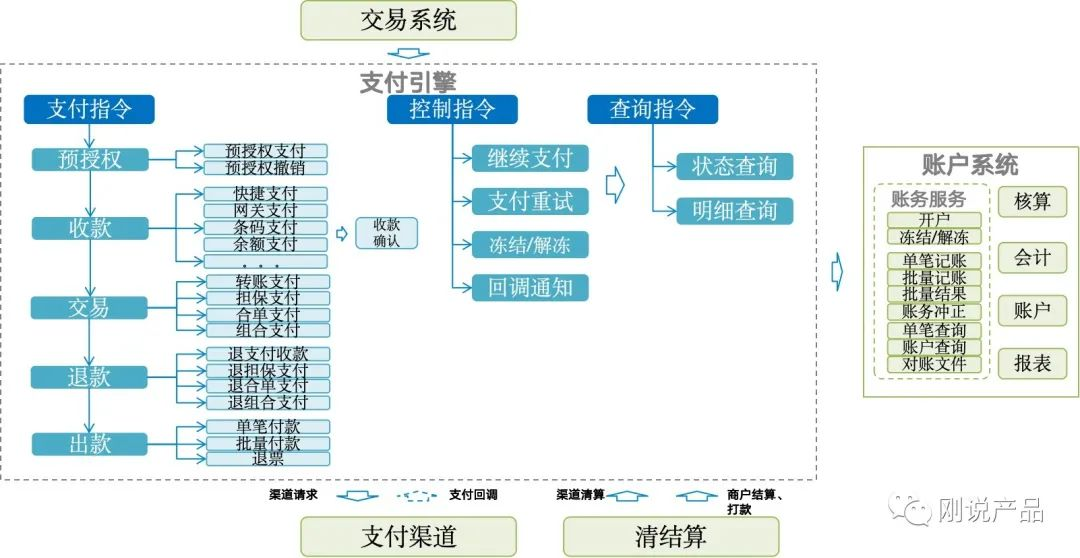 交易系统
支付引擎
支付指令
预授权
预授权支付
预授权撤销
收款
快捷支付
网关支付
条码支付
余额支付
. . .
收款
确认
交易
转账支付
担保支付
合单支付
组合支付
退款
退支付收款
退担保支付
退合单支付
退组合支付
出款
单笔付款
批量付款
退票
控制指令
继续支付
支付重试
冻结/解冻
回调通知
查询指令
状态查询
明细查询
账户系统
账务服务
开户
冻结/解冻
单笔记账
批量记账
批量结果
账务冲正
单笔查询
账户查询
对账文件
核算
会计
账户
报表
渠道请求
支付回调
渠道清算
商户结算、
打款
支付渠道
清结算
刚说产品